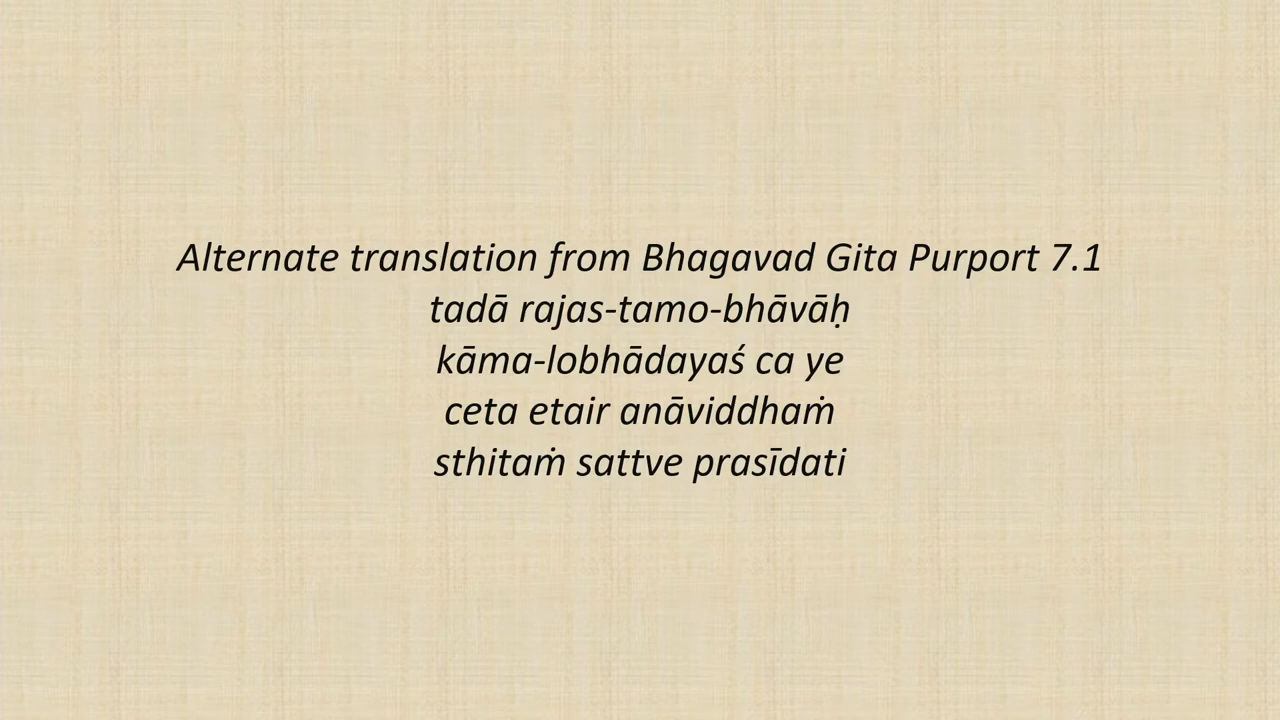 Alternate translation from Bhagavad Gita Purport 7.1
tadā rajas-tamo-bhāvāḥ
kāma-lobhādayaś ca ye
ceta etair anāviddhaṁ
sthitaṁ sattve prasīdati